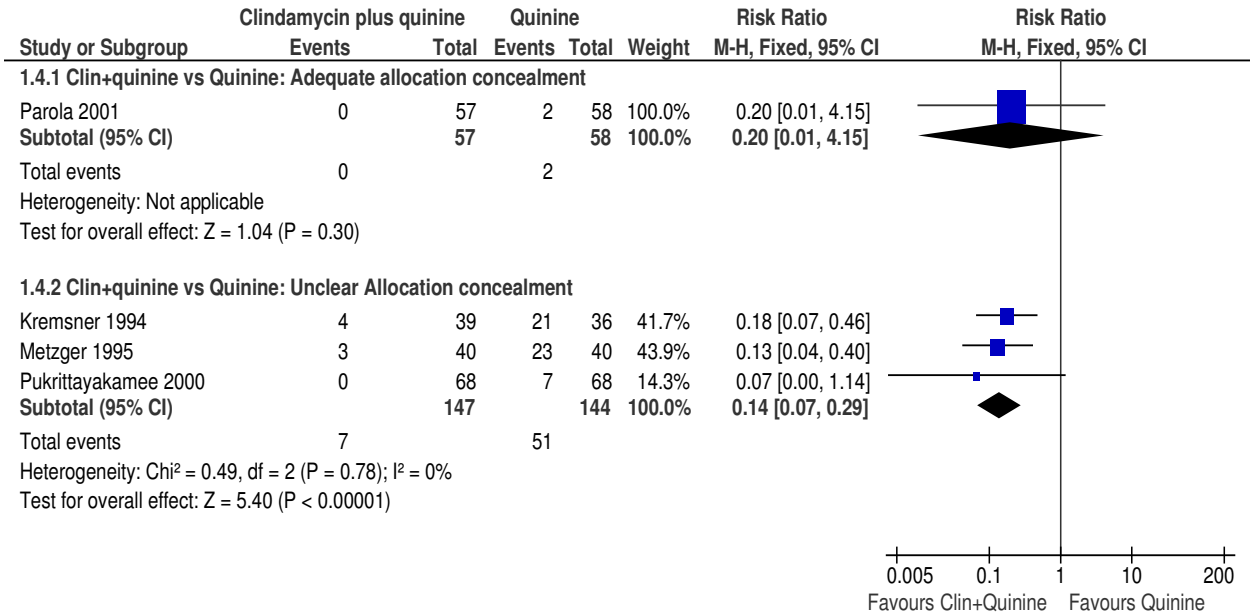 Clindamycin plus quinine Quinine Risk Ratio Risk Ratio
Study or Subgroup Events Total Events Total Weight M-H, Fixed, 95% CI M-H, Fixed, 95% CI
1.4.1 Clin+quinine vs Quinine: Adequate allocation concealment
Parola 2001 0 57 2 58 100.0% 0.20 [0.01, 4.15]
Subtotal (95% CI) 57 58 100.0% 0.20 [0.01, 4.15]
Total events 0 2
Heterogeneity: Not applicable
Test for overall effect: Z = 1.04 (P = 0.30)
1.4.2 Clin+quinine vs Quinine: Unclear Allocation concealment
Kremsner 1994 4 39 21 36 41.7% 0.18 [0.07, 0.46]
Metzger 1995 3 40 23 40 43.9% 0.13 [0.04, 0.40]
Pukrittayakamee 2000 0 68 7 68 14.3% 0.07 [0.00, 1.14]
Subtotal (95% CI) 147 144 100.0% 0.14 [0.07, 0.29]
Total events 7 51
Heterogeneity: Chi² = 0.49, df = 2 (P = 0.78); I² = 0%
Test for overall effect: Z = 5.40 (P < 0.00001)
0.005 0.1 1 10 200
Favours Clin+Quinine Favours Quinine